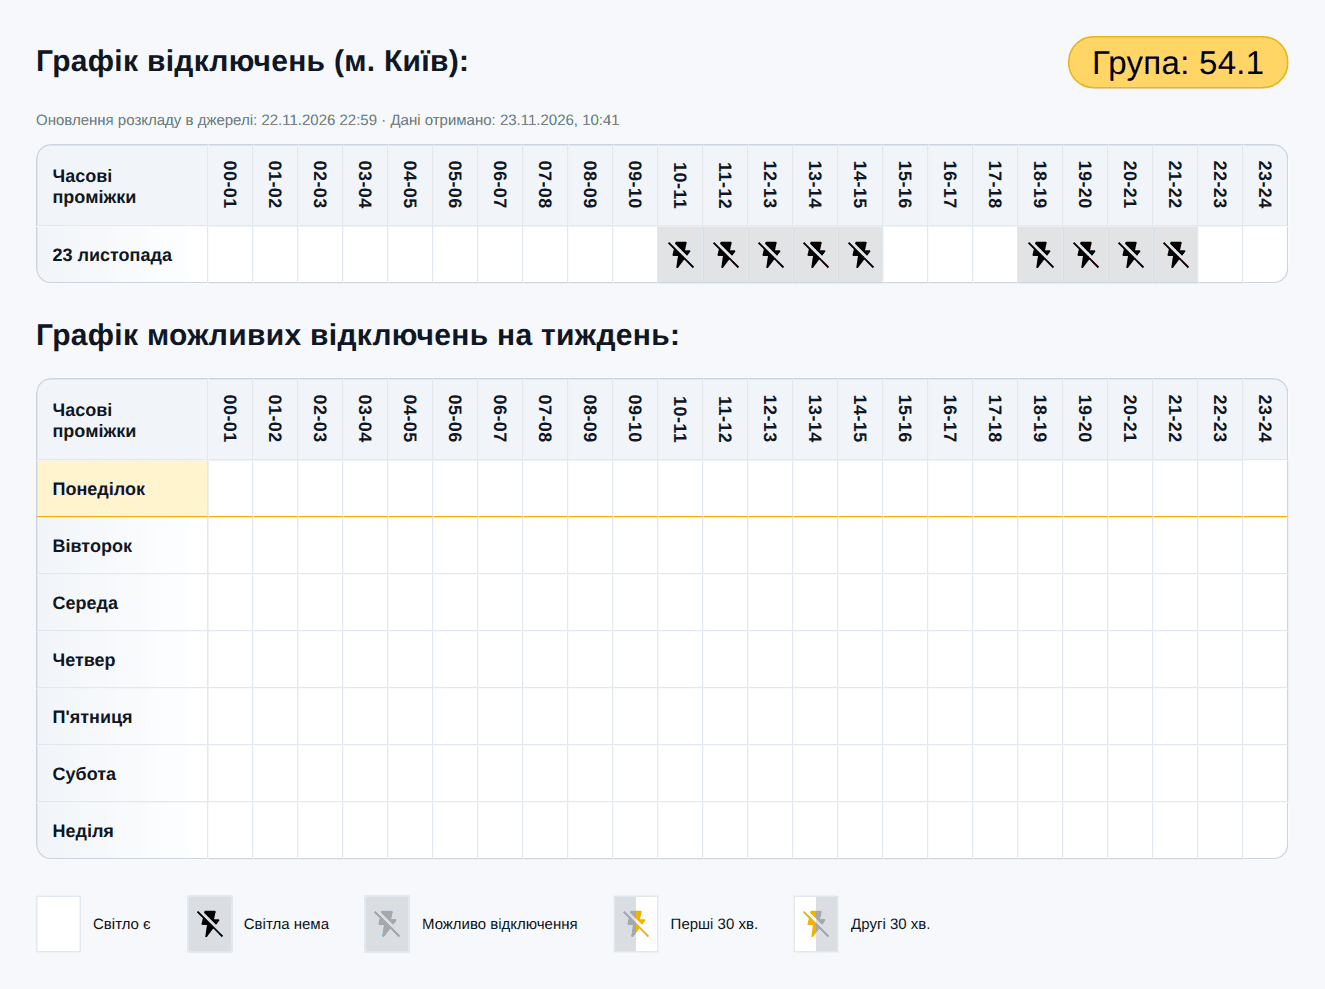 Графік відключень (м. Київ):
Група: 54.1
Оновлення розкладу в джерелі: 22.11.2026 22:59 · Дані отримано: 23.11.2026, 10:41
Часові проміжки 00-01 01-02 02-03 03-04 04-05 05-06 06-07 07-08 08-09 09-10 10-11 11-12 12-13 13-14 14-15 15-16 16-17 17-18 18-19 19-20 20-21 21-22 22-23 23-24
23 листопада
Графік можливих відключень на тиждень:
Часові проміжки 00-01 01-02 02-03 03-04 04-05 05-06 06-07 07-08 08-09 09-10 10-11 11-12 12-13 13-14 14-15 15-16 16-17 17-18 18-19 19-20 20-21 21-22 22-23 23-24
Понеділок
Вівторок
Середа
Четвер
П'ятниця
Субота
Неділя
Світло є Світла нема Можливо відключення Перші 30 хв. Другі 30 хв.